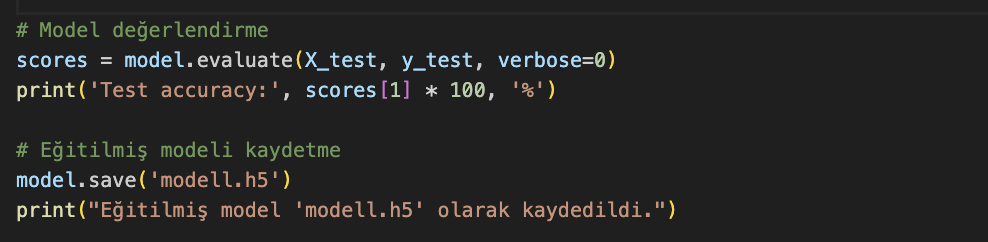 # Model değerlendirme
scores = model.evaluate(X_test, y_test, verbose=0)
print('Test accuracy:', scores[1] * 100, '%')
# Eğitilmiş modeli kaydetme
model.save('modell.h5')
print("Eğitilmiş model 'modell.h5' olarak kaydedildi.")